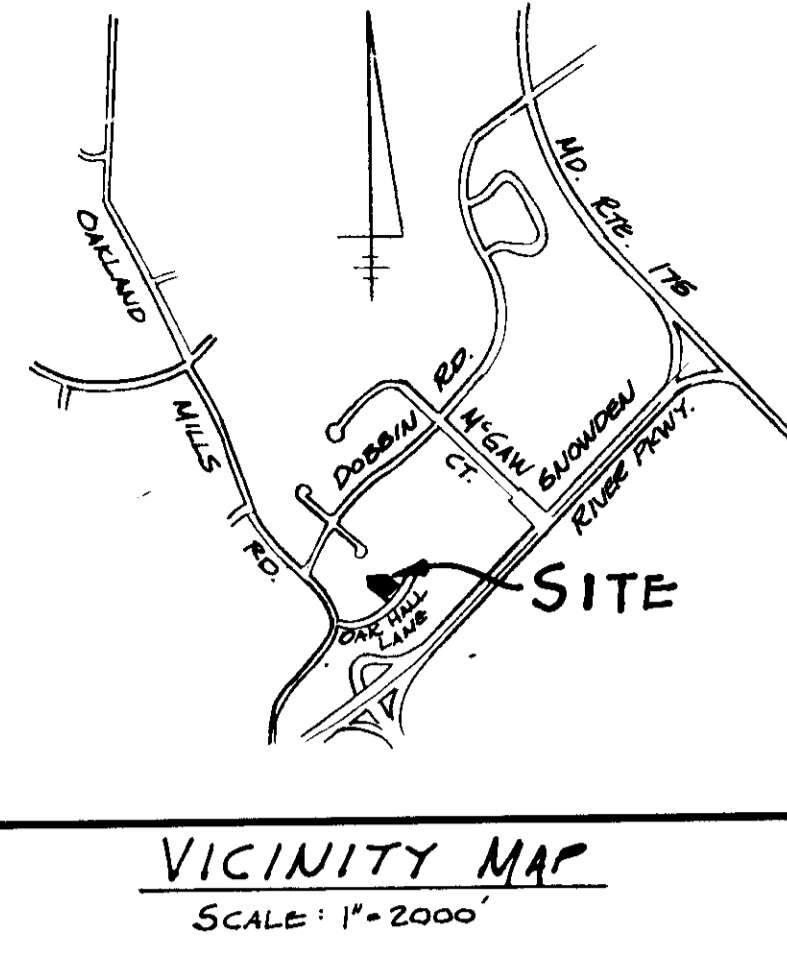 MD. RTE. 175
OAKLAND
MILLS
RD.
DOBBIN RD.
McGAW
CT.
SNOWDEN
RIVER PKWY.
SITE
OAK HALL
LANE
VICINITY MAP
SCALE: 1"=2000'